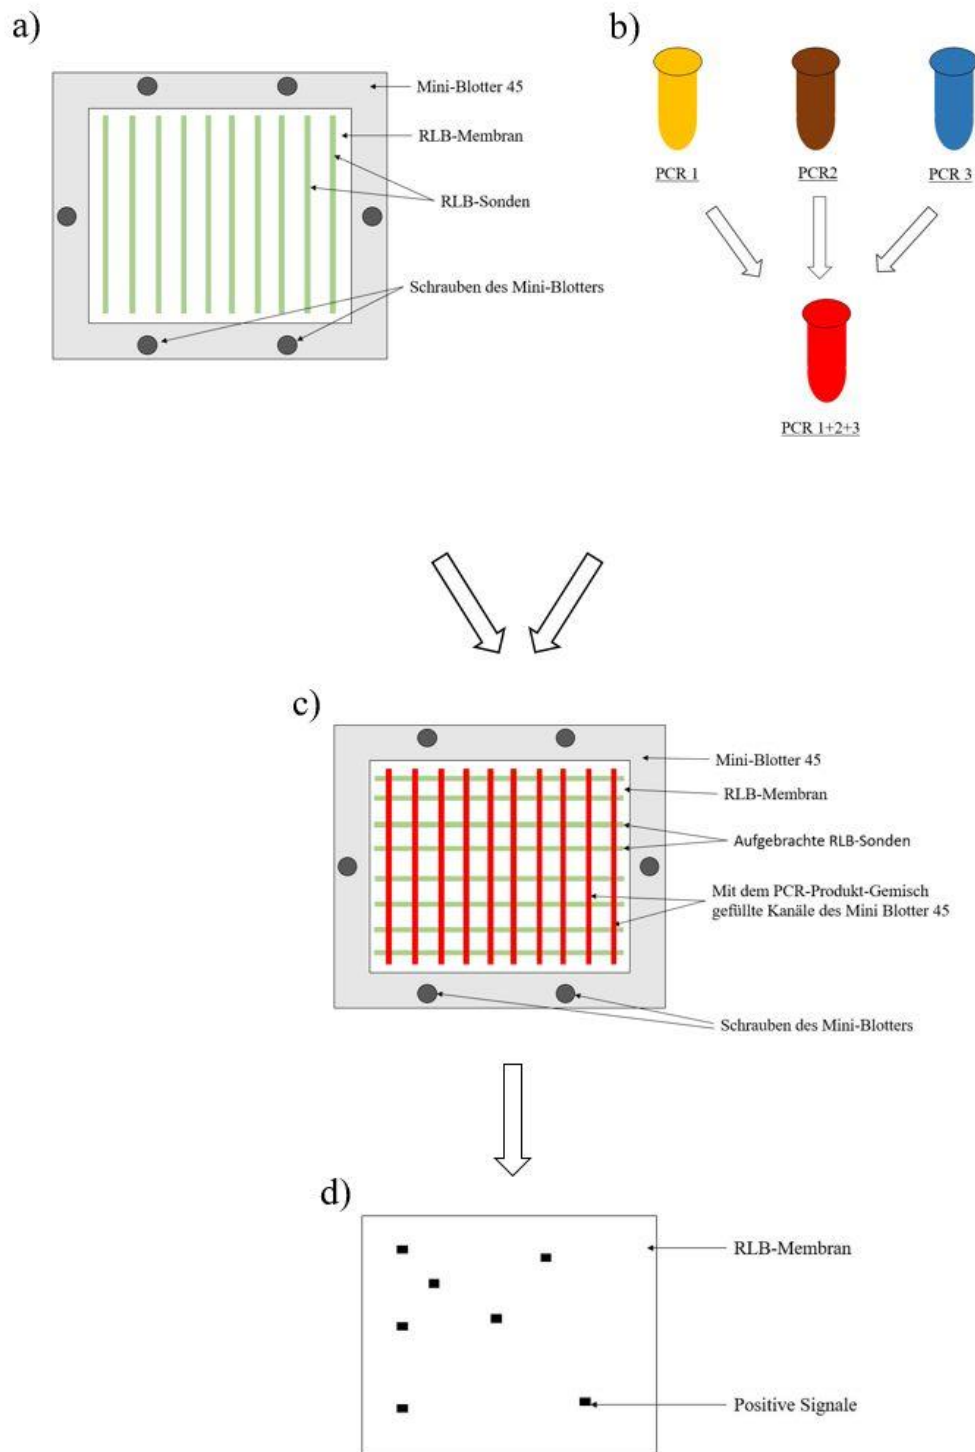 a)
Mini-Blotter 45
RLB-Membran
RLB-Sonden
Schrauben des Mini-Blotters
b)
PCR 1
PCR2
PCR 3
PCR 1+2+3
c)
Mini-Blotter 45
RLB-Membran
Aufgebrachte RLB-Sonden
Mit dem PCR-Produkt-Gemisch
gefüllte Kanäle des Mini Blotter 45
Schrauben des Mini-Blotters
d)
RLB-Membran
Positive Signale